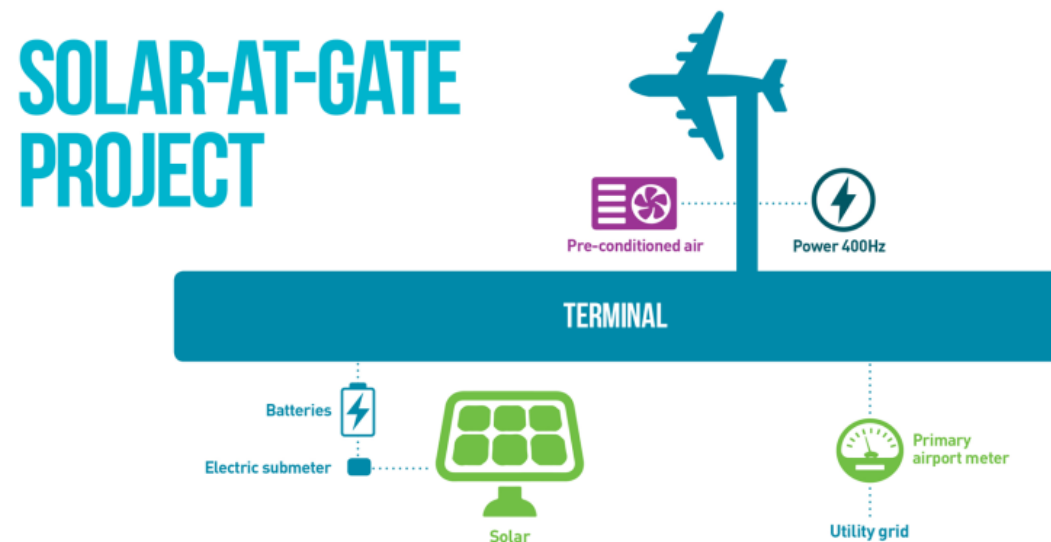 SOLAR-AT-GATE
PROJECT
Pre-conditioned air
Power 400Hz
TERMINAL
Batteries
Electric submeter
Solar
Primary
airport meter
Utility grid